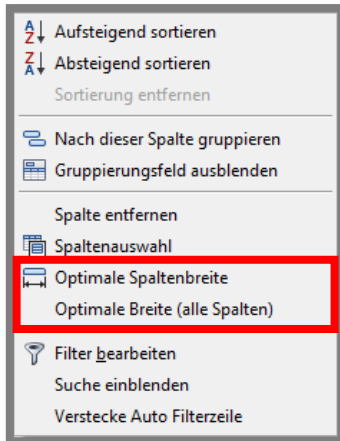 Aufsteigend sortieren
Absteigend sortieren
Sortierung entfernen
Nach dieser Spalte gruppieren
Gruppierungsfeld ausblenden
Spalte entfernen
Spaltenauswahl
Optimale Spaltenbreite
Optimale Breite (alle Spalten)
Filter bearbeiten
Suche einblenden
Verstecke Auto Filterzeile